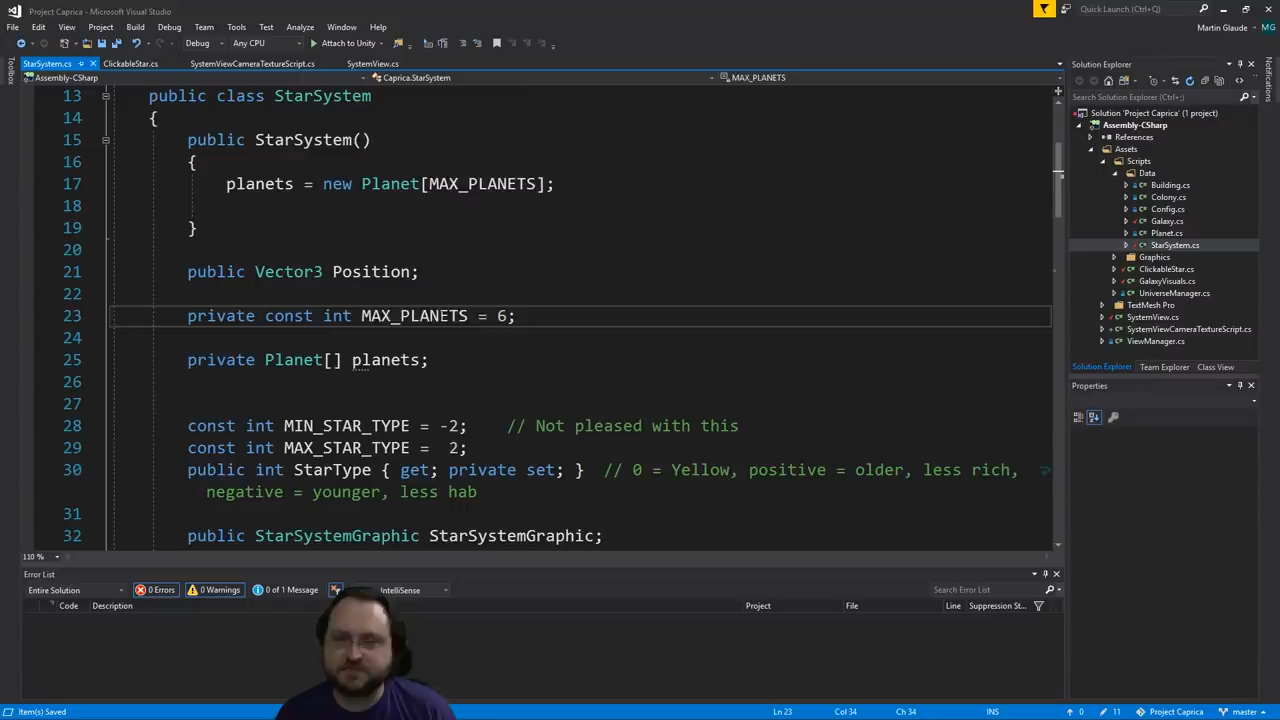 Project Caprica - Microsoft Visual Studio
Quick Launch (Ctrl+Q)
File Edit View Project Build Debug Team Tools Test Analyze Window Help
Martin Glaude MG
Debug Any CPU Attach to Unity
Toolbox
StarSystem.cs ClickableStar.cs SystemViewCameraTextureScript.cs SystemView.cs
Assembly-CSharp Caprica.StarSystem MAX_PLANETS
13 public class StarSystem
14 {
15 public StarSystem()
16 {
17 planets = new Planet[MAX_PLANETS];
18
19 }
20
21 public Vector3 Position;
22
23 private const int MAX_PLANETS = 6;
24
25 private Planet[] planets;
26
27
28 const int MIN_STAR_TYPE = -2; // Not pleased with this
29 const int MAX_STAR_TYPE = 2;
30 public int StarType { get; private set; } // 0 = Yellow, positive = older, less rich,
negative = younger, less hab
31
32 public StarSystemGraphic StarSystemGraphic;
110 %
Solution Explorer
Search Solution Explorer (Ctrl+;)
Solution 'Project Caprica' (1 project)
Assembly-CSharp
References
Assets
Scripts
Data
Building.cs
Colony.cs
Config.cs
Galaxy.cs
Planet.cs
StarSystem.cs
Graphics
ClickableStar.cs
GalaxyVisuals.cs
UniverseManager.cs
TextMesh Pro
SystemView.cs
SystemViewCameraTextureScript.cs
ViewManager.cs
Solution Explorer Team Explorer Class View
Properties
Notifications
Error List
Entire Solution 0 Errors 0 Warnings 0 of 1 Message IntelliSense
Search Error List
Code Description Project File Line Suppression St...
Item(s) Saved Ln 23 Col 34 Ch 34 INS 0 11 Project Caprica master